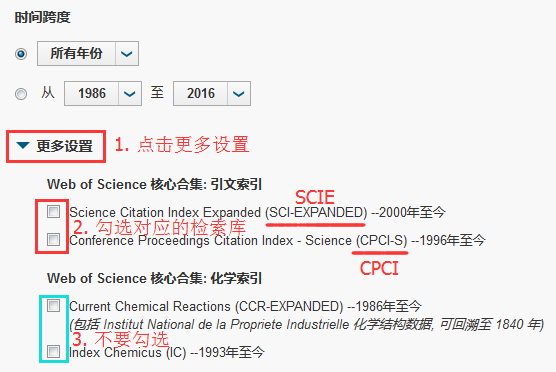 时间跨度
所有年份
从 1986 至 2016
更多设置 1. 点击更多设置
Web of Science 核心合集: 引文索引
SCIE
Science Citation Index Expanded (SCI-EXPANDED) --2000年至今
2. 勾选对应的检索库
Conference Proceedings Citation Index - Science (CPCI-S) --1996年至今
CPCI
Web of Science 核心合集: 化学索引
Current Chemical Reactions (CCR-EXPANDED) --1986年至今
(包括 Institut National de la Propriete Industrielle 化学结构数据, 可回溯至 1840 年)
3. 不要勾选
Index Chemicus (IC) --1993年至今